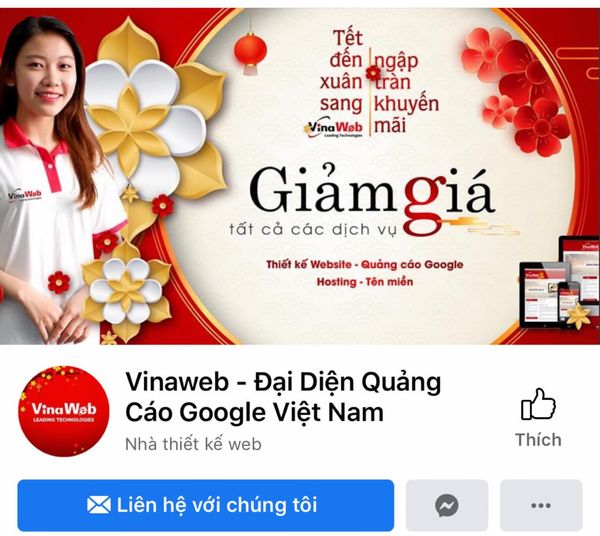 Tết
đến
xuân
sang
ngập
tràn
khuyến
mãi
VinaWeb
Leading Technologies
VinaWeb
Giảm giá
tất cả các dịch vụ
Thiết kế Website - Quảng cáo Google
Hosting - Tên miền
VinaWeb
LEADING TECHNOLOGIES
Vinaweb - Đại Diện Quảng
Cáo Google Việt Nam
Nhà thiết kế web
Thích
Liên hệ với chúng tôi